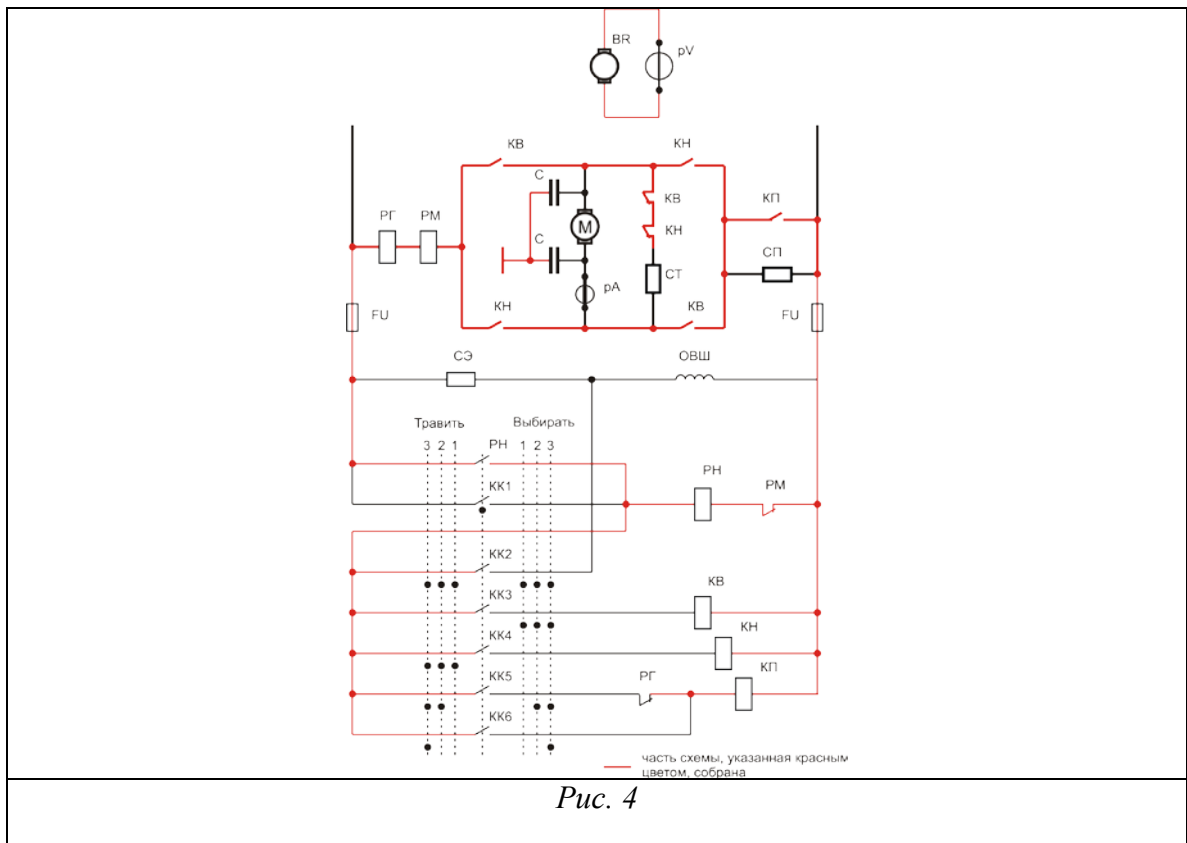 BR
pV
КВ
КН
С
КВ
КП
РГ
РМ
М
КН
С
СП
СТ
рА
КН
КВ
FU
FU
СЭ
ОВШ
Травить
Выбирать
3 2 1
РН
1 2 3
РН
РМ
КК1
КК2
КК3
КВ
КК4
КН
КК5
РГ
КП
КК6
часть схемы, указанная красным
цветом, собрана
Рис. 4